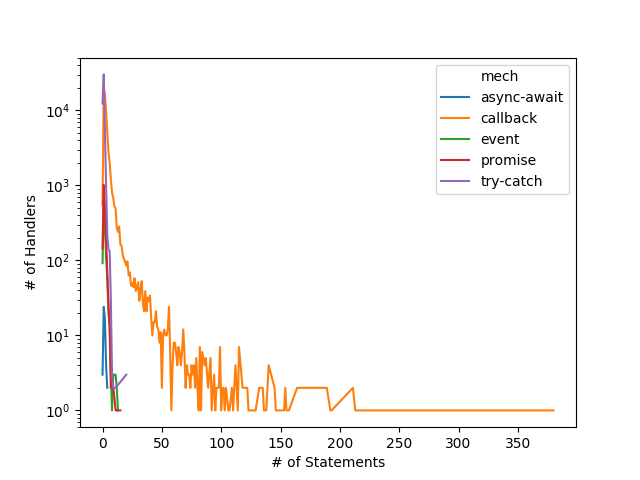 mech
async-await
callback
event
promise
try-catch
10⁴
10³
10²
10¹
10⁰
# of Handlers
0 50 100 150 200 250 300 350
# of Statements